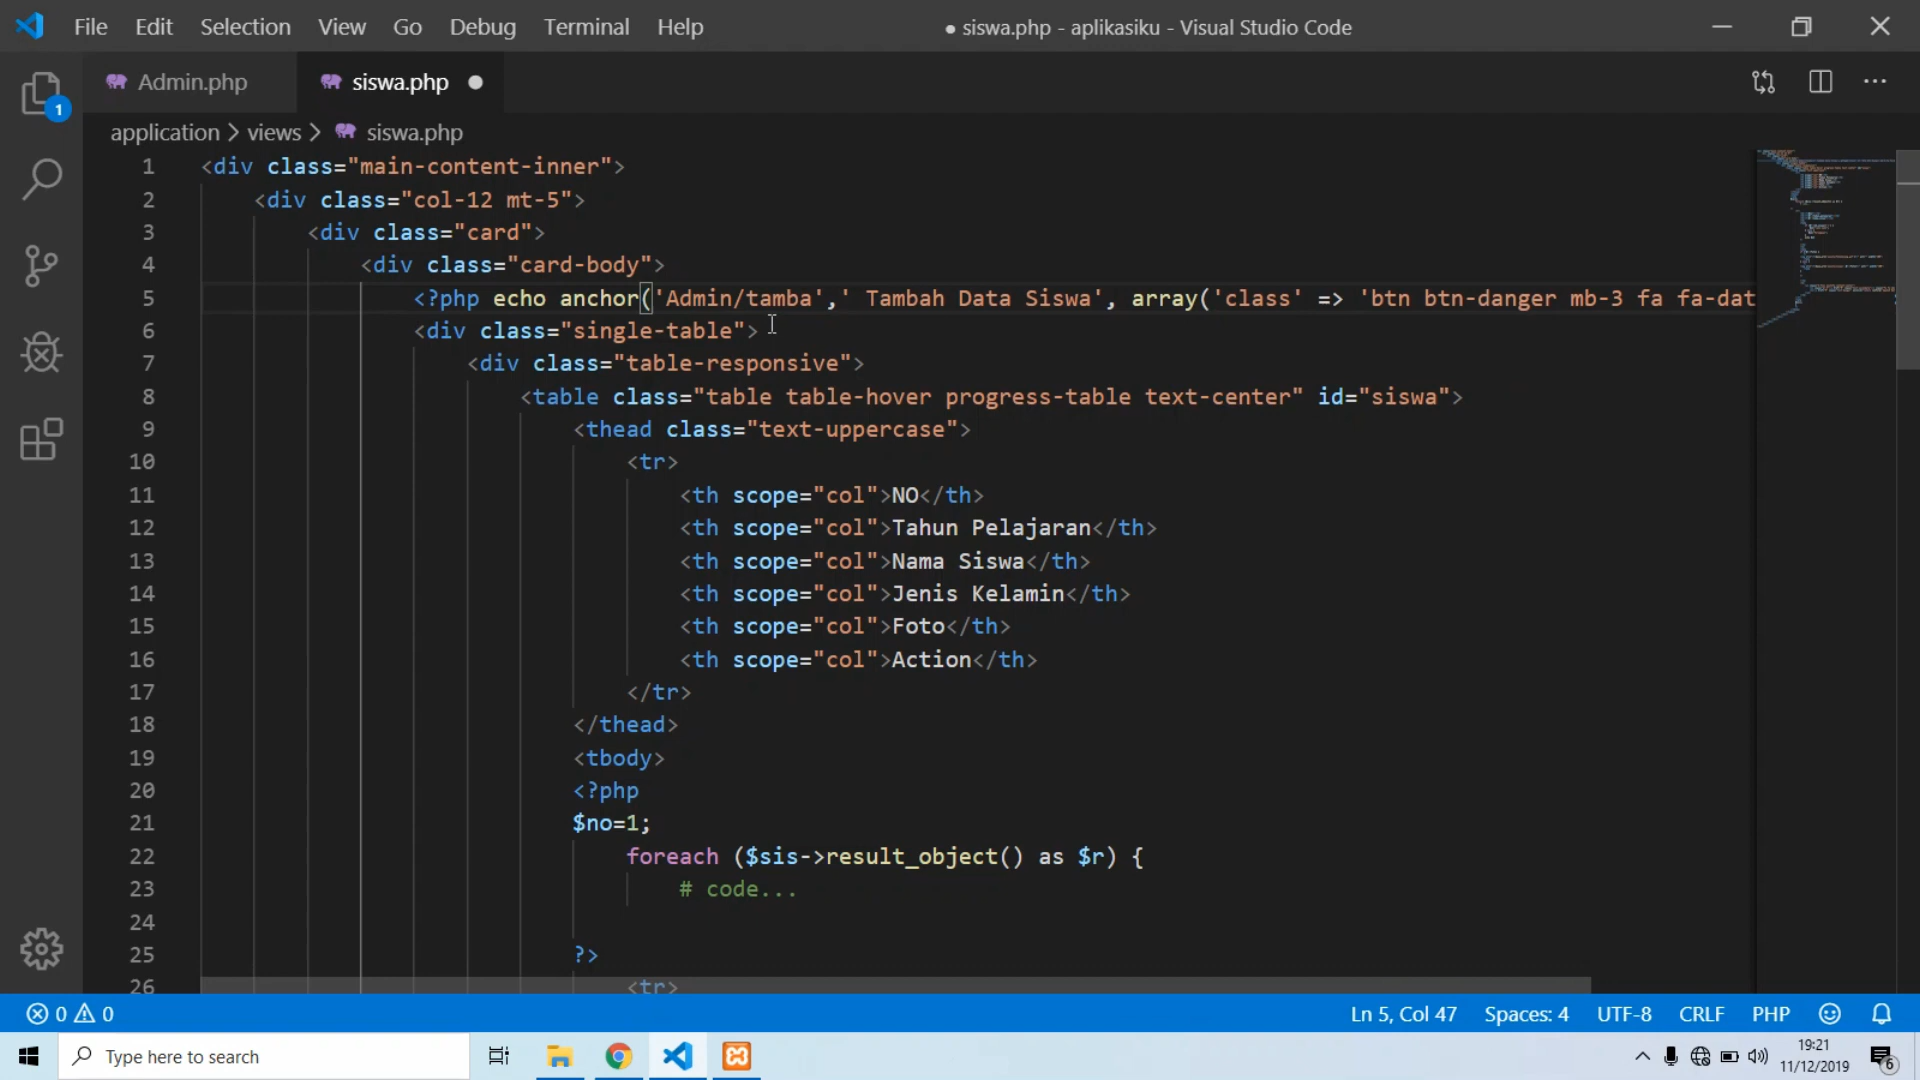 File Edit Selection View Go Debug Terminal Help
● siswa.php - aplikasiku - Visual Studio Code
1
Admin.php
siswa.php ●
application > views > siswa.php
1 <div class="main-content-inner">
2 <div class="col-12 mt-5">
3 <div class="card">
4 <div class="card-body">
5 <?php echo anchor('Admin/tamba',' Tambah Data Siswa', array('class' => 'btn btn-danger mb-3 fa fa-dat
6 <div class="single-table">
7 <div class="table-responsive">
8 <table class="table table-hover progress-table text-center" id="siswa">
9 <thead class="text-uppercase">
10 <tr>
11 <th scope="col">NO</th>
12 <th scope="col">Tahun Pelajaran</th>
13 <th scope="col">Nama Siswa</th>
14 <th scope="col">Jenis Kelamin</th>
15 <th scope="col">Foto</th>
16 <th scope="col">Action</th>
17 </tr>
18 </thead>
19 <tbody>
20 <?php
21 $no=1;
22 foreach ($sis->result_object() as $r) {
23 # code...
24
25 ?>
26 <tr>
0 0
Ln 5, Col 47 Spaces: 4 UTF-8 CRLF PHP
Type here to search
19:21
11/12/2019
6